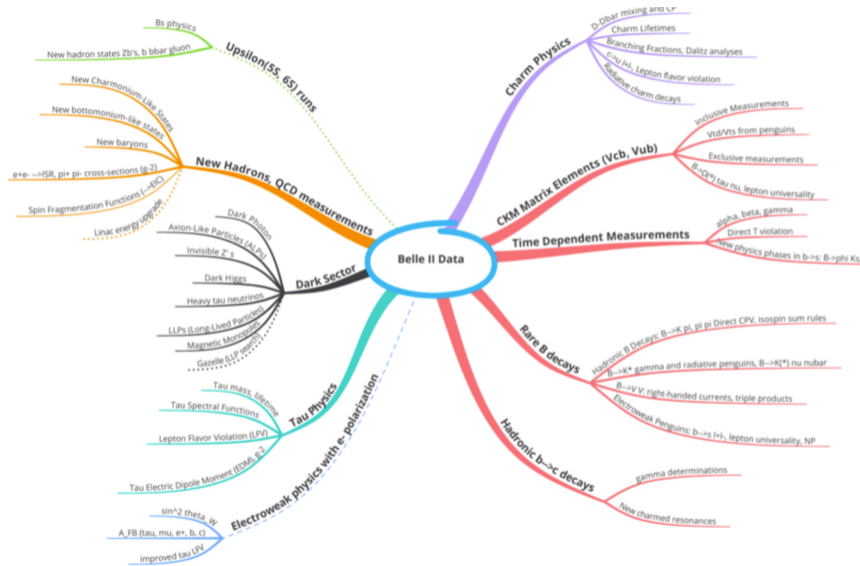 Belle II Data
Upsilon(5S, 6S) runs
Bs physics
New hadron states Zb's, b bbar gluon
New Hadrons, QCD measurements
New Charmonium-Like States
New bottomonium-like states
New baryons
e+e- -->ISR, pi+ pi- cross-sections (g-2)
Spin Fragmentation Functions (-->EIC)
Linac energy upgrade
Dark Sector
Dark Photon
Axion-Like Particles (ALPs)
Invisible Z' s
Dark Higgs
Heavy tau neutrinos
LLPs (Long-Lived Particles)
Magnetic Monopoles
Gazelle (LLP search)
Tau Physics
Tau mass, lifetime
Tau Spectral Functions
Lepton Flavor Violation (LFV)
Tau Electric Dipole Moment (EDM), g-2
Electroweak physics with e- polarization
sin^2 theta_W
A_FB (tau, mu, e+, b, c)
improved tau LFV
Charm Physics
D-Dbar mixing and CP
Charm Lifetimes
Branching Fractions, Dalitz analyses
c->u l+l-, Lepton flavor violation
Radiative charm decays
CKM Matrix Elements (Vcb, Vub)
Inclusive Measurements
Vtd/Vts from penguins
Exclusive measurements
B->D(*) tau nu, lepton universality
Time Dependent Measurements
alpha, beta, gamma
Direct T violation
New physics phases in b->s: B->phi Ks
Rare B decays
Hadronic B Decays: B-->K pi, pi pi Direct CPV, isospin sum rules
B-->K* gamma and radiative penguins, B-->K(*) nu nubar
B-->V V: right-handed currents, triple products
Electroweak Penguins: b-->s l+l-, lepton universality, NP
Hadronic b-->c decays
gamma determinations
New charmed resonances